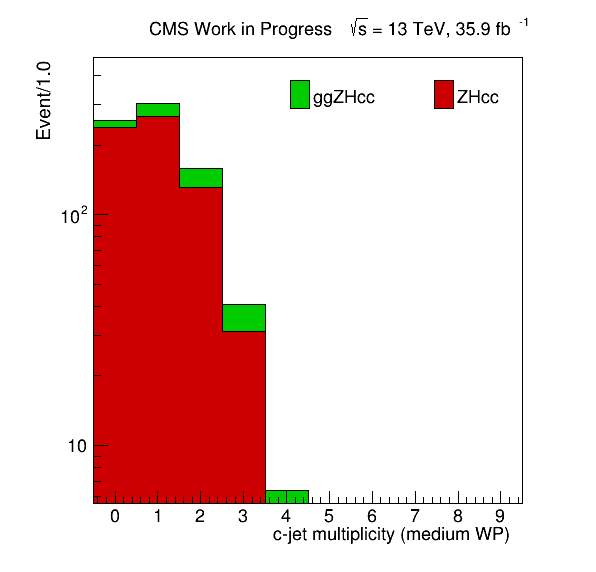 CMS Work in Progress √s = 13 TeV, 35.9 fb⁻¹
Event/1.0
ggZHcc ZHcc
10²
10
0 1 2 3 4 5 6 7 8 9
c-jet multiplicity (medium WP)